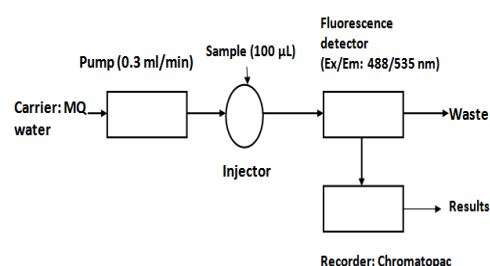 Fluorescence
detector
(Ex/Em: 488/535 nm)
Sample (100 µL)
Pump (0.3 ml/min)
Carrier: MQ
water
Waste
Injector
Results
Recorder: Chromatopac